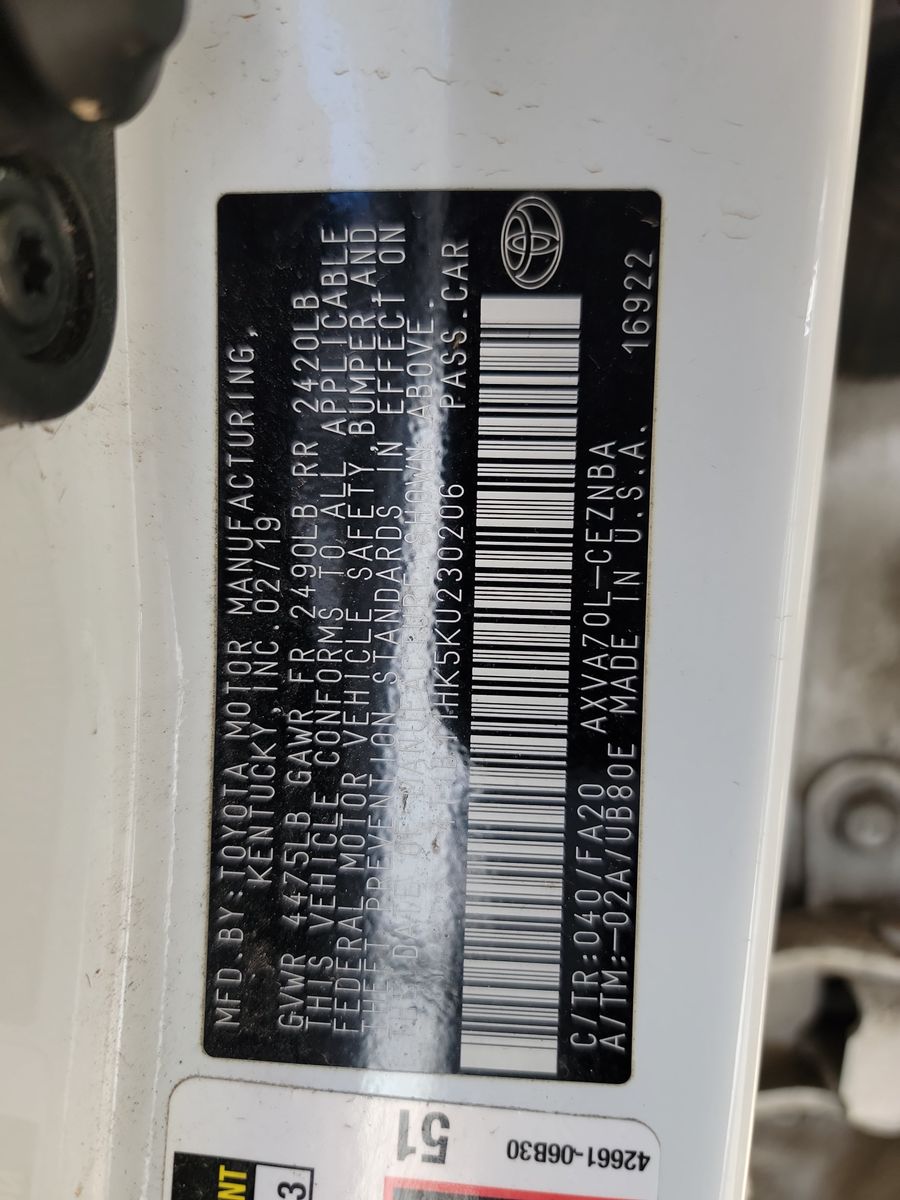 MFD.BY:TOYOTA MOTOR MANUFACTURING,
KENTUCKY,INC. 02/19
GVWR 4475LB GAWR FR 2490LB RR 2420LB
THIS VEHICLE CONFORMS TO ALL APPLICABLE
FEDERAL MOTOR VEHICLE SAFETY,BUMPER,AND
THEFT PREVENTION STANDARDS IN EFFECT ON
THE DATE OF MANUFACTURE SHOWN ABOVE.
HK5KU230206 PASS.CAR
C/TR:040/FA20 AXVA70L-CEZNBA
A/TM:-02A/UB80E MADE IN U.S.A. 16922
51
42661-06B30
3